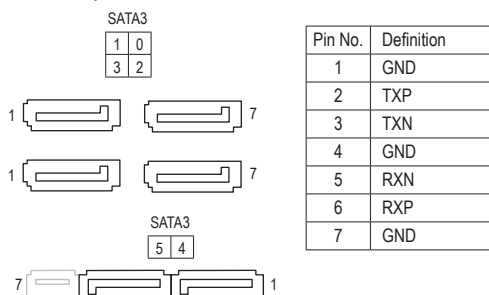 SATA3
1 0
3 2
1 7
1 7
SATA3
5 4
7 1
Pin No. Definition
1 GND
2 TXP
3 TXN
4 GND
5 RXN
6 RXP
7 GND